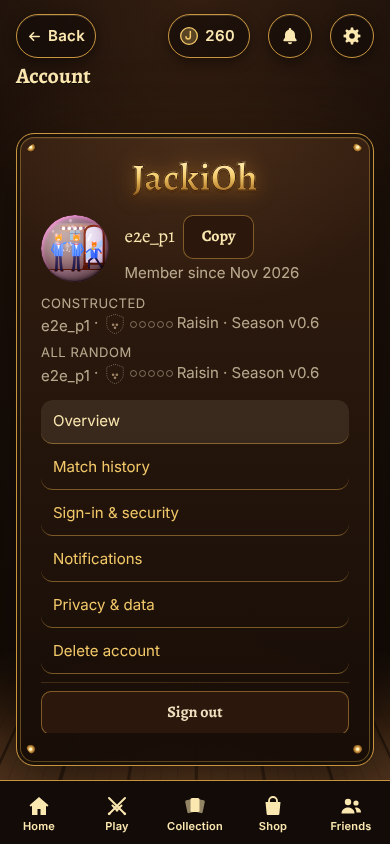 ← Back
J 260
Account
JackiOh
e2e_p1
Copy
Member since Nov 2026
CONSTRUCTED
e2e_p1 · Raisin · Season v0.6
ALL RANDOM
e2e_p1 · Raisin · Season v0.6
Overview
Match history
Sign-in & security
Notifications
Privacy & data
Delete account
Sign out
Home Play Collection Shop Friends